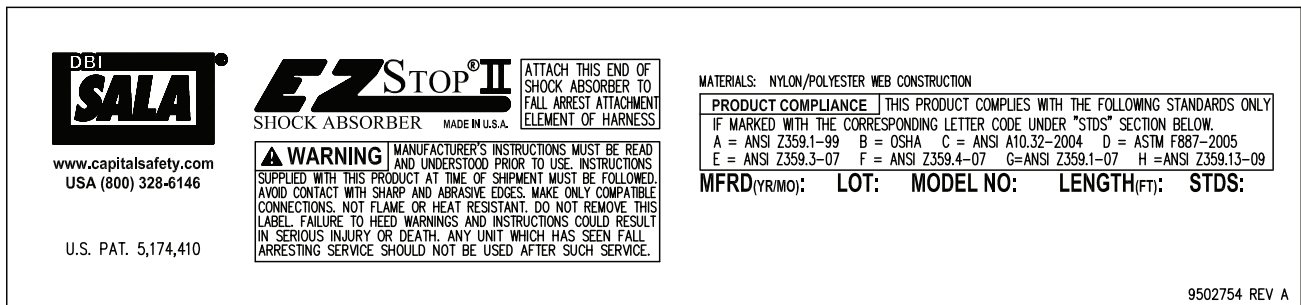 DBI
SALA®
www.capitalsafety.com
USA (800) 328-6146
U.S. PAT. 5,174,410
EZ STOP® II
SHOCK ABSORBER MADE IN U.S.A.
ATTACH THIS END OF
SHOCK ABSORBER TO
FALL ARREST ATTACHMENT
ELEMENT OF HARNESS
WARNING MANUFACTURER'S INSTRUCTIONS MUST BE READ
AND UNDERSTOOD PRIOR TO USE. INSTRUCTIONS
SUPPLIED WITH THIS PRODUCT AT TIME OF SHIPMENT MUST BE FOLLOWED.
AVOID CONTACT WITH SHARP AND ABRASIVE EDGES. MAKE ONLY COMPATIBLE
CONNECTIONS. NOT FLAME OR HEAT RESISTANT. DO NOT REMOVE THIS
LABEL. FAILURE TO HEED WARNINGS AND INSTRUCTIONS COULD RESULT
IN SERIOUS INJURY OR DEATH. ANY UNIT WHICH HAS SEEN FALL
ARRESTING SERVICE SHOULD NOT BE USED AFTER SUCH SERVICE.
MATERIALS: NYLON/POLYESTER WEB CONSTRUCTION
PRODUCT COMPLIANCE THIS PRODUCT COMPLIES WITH THE FOLLOWING STANDARDS ONLY
IF MARKED WITH THE CORRESPONDING LETTER CODE UNDER "STDS" SECTION BELOW.
A = ANSI Z359.1-99 B = OSHA C = ANSI A10.32-2004 D = ASTM F887-2005
E = ANSI Z359.3-07 F = ANSI Z359.4-07 G=ANSI Z359.1-07 H =ANSI Z359.13-09
MFRD(YR/MO): LOT: MODEL NO: LENGTH(FT): STDS:
9502754 REV A